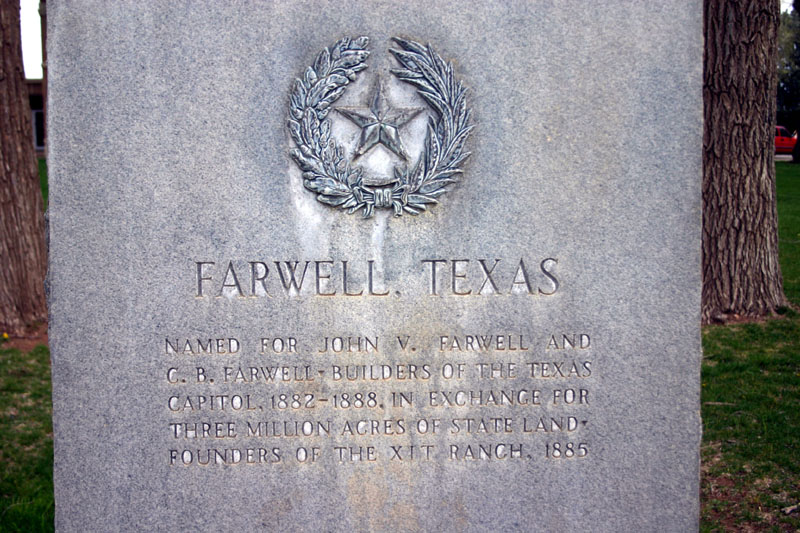 FARWELL, TEXAS
NAMED FOR JOHN V. FARWELL AND
C. B. FARWELL-BUILDERS OF THE TEXAS
CAPITOL, 1882-1888, IN EXCHANGE FOR
THREE MILLION ACRES OF STATE LAND-
FOUNDERS OF THE XIT RANCH, 1885